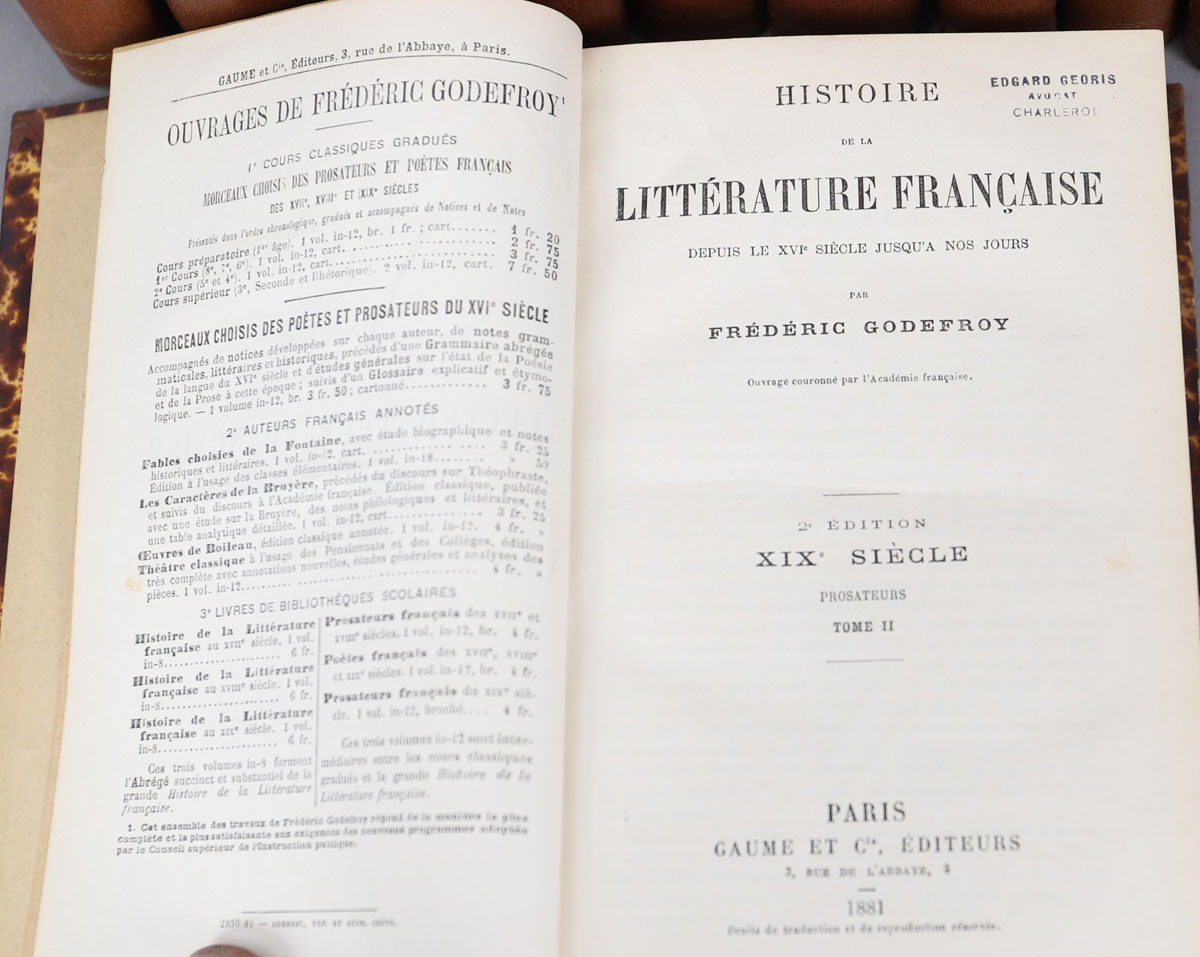 GAUME et Cie, Éditeurs, 3, rue de l'Abbaye, à Paris.
OUVRAGES DE FRÉDÉRIC GODEFROY1
1° COURS CLASSIQUES GRADUÉS
MORCEAUX CHOISIS DES PROSATEURS ET POÈTES FRANÇAIS
DES XVIIe, XVIIIe ET XIXe SIÈCLES
Présentés dans l'ordre chronologique, gradués et accompagnés de Notices et de Notes
Cours préparatoire (1er âge). 1 vol. in-12, br. 1 fr. ; cart....... 1 fr. 20
1er Cours (8e, 7e, 6e). 1 vol. in-12, cart.................... 2 fr. 75
2e Cours (5e et 4e). 1 vol. in-12, cart...................... 3 fr. 75
Cours supérieur (3e, Seconde et Rhétorique). 2 vol. in-12, cart. 7 fr. 50
MORCEAUX CHOISIS DES POÈTES ET PROSATEURS DU XVIe SIÈCLE
Accompagnés de notices développées sur chaque auteur, de notes gram-
maticales, littéraires et historiques, précédés d'une Grammaire abrégée
de la langue du XVIe siècle et d'études générales sur l'état de la Poésie
et de la Prose à cette époque ; suivis d'un Glossaire explicatif et étymo-
logique. — 1 volume in-12, br. 3 fr. 50 ; cartonné.............. 3 fr. 75
2° AUTEURS FRANÇAIS ANNOTÉS
Fables choisies de la Fontaine, avec étude biographique et notes
historiques et littéraires. 1 vol. in-12. cart. .................. 3 fr. 25
Édition à l'usage des classes élémentaires. 1 vol. in-18........ » 50
Les Caractères de la Bruyère, précédés du discours sur Théophraste,
et suivis du discours à l'Académie française. Édition classique, publiée
avec une étude sur la Bruyère, des notes philologiques et littéraires, et
une table analytique détaillée. 1 vol. in-12, cart............... 3 fr. 25
Œuvres de Boileau, édition classique annotée. 1 vol. in-12. 4 fr. »
Théâtre classique à l'usage des Pensionnats et des Collèges, édition
très complète avec annotations nouvelles, études générales et analyses des
pièces. 1 vol. in-12.......... 4 fr. »
3° LIVRES DE BIBLIOTHÈQUES SCOLAIRES
Histoire de la Littérature
française au XVIIe siècle. 1 vol.
in-8...................... 6 fr.
Histoire de la Littérature
française au XVIIIe siècle. 1 vol.
in-8...................... 6 fr.
Histoire de la Littérature
française au XIXe siècle. 1 vol.
in-8...................... 6 fr.
Ces trois volumes in-8 forment
l'Abrégé succinct et substantiel de la
grande Histoire de la Littérature
française.
Prosateurs français des XVIIe et
XVIIIe siècles. 1 vol. in-12, br. 4 fr.
Poètes français des XVIIe, XVIIIe
et XIXe siècles. 1 vol. in-12, br. 4 fr.
Prosateurs français du XIXe siè-
cle. 1 vol. in-12, broché.... 4 fr.
Ces trois volumes in-12 sont inter-
médiaires entre les cours classiques
gradués et la grande Histoire de la
Littérature française.
1. Cet ensemble des travaux de Frédéric Godefroy répond de la manière la plus
complète et la plus satisfaisante aux exigences des nouveaux programmes adoptés
par le Conseil supérieur de l'Instruction publique.
HISTOIRE
DE LA
LITTÉRATURE FRANÇAISE
DEPUIS LE XVIe SIÈCLE JUSQU'A NOS JOURS
PAR
FRÉDÉRIC GODEFROY
Ouvrage couronné par l'Académie française.
2e ÉDITION
XIXe SIÈCLE
PROSATEURS
TOME II
PARIS
GAUME ET Cie, ÉDITEURS
3, RUE DE L'ABBAYE, 3
1881
Droits de traduction et de reproduction réservés.
EDGARD GEORIS
AVOCAT
CHARLEROI